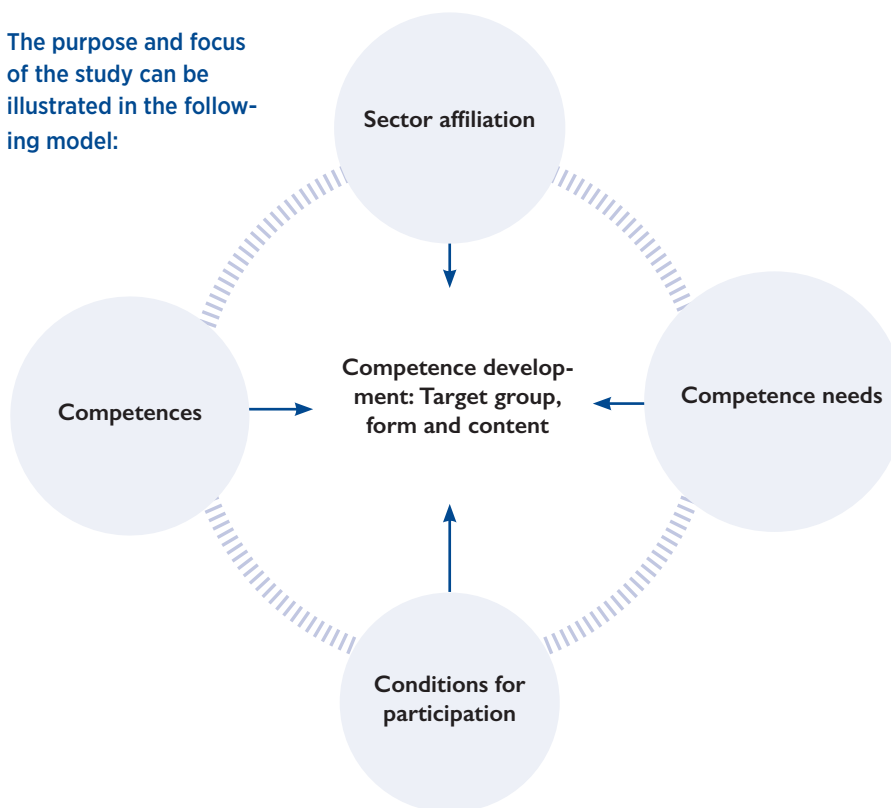 The purpose and focus
of the study can be
illustrated in the follow-
ing model:
Sector affiliation
Competences
Competence develop-
ment: Target group,
form and content
Competence needs
Conditions for
participation